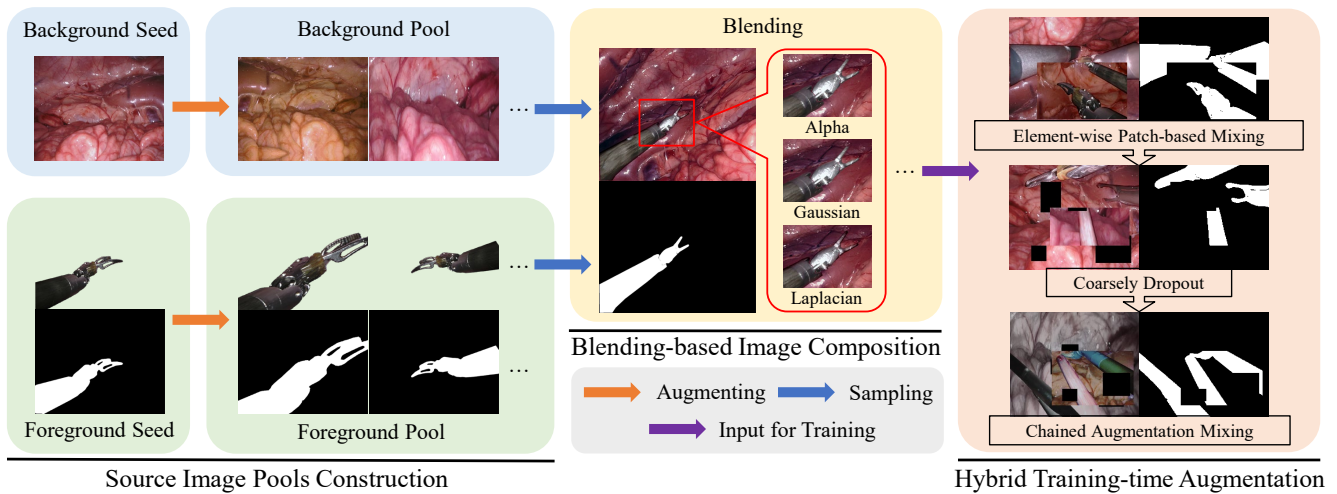 Background Seed
Background Pool
...
Foreground Seed
Foreground Pool
...
...
Source Image Pools Construction
Blending
Alpha
Gaussian
Laplacian
...
Blending-based Image Composition
Augmenting
Sampling
Input for Training
Element-wise Patch-based Mixing
Coarsely Dropout
Chained Augmentation Mixing
Hybrid Training-time Augmentation